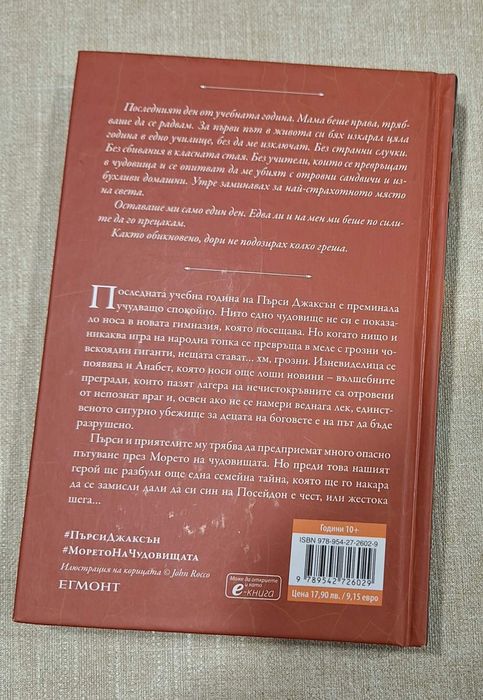 Последният ден от учебната година. Мама беше права, тряб-
ваше да се радвам. За първи път в живота си бях изкарал цяла
година в едно училище, без да ме изключат. Без странни случки.
Без сбивания в класната стая. Без учители, които се превръщат
в чудовища и се опитват да ме убият с отровни сандвичи и из-
бухливи домашни. Утре заминавах за най-страхотното място
на света.
Оставаше ми само един ден. Едва ли и на мен ми беше по сили-
те да го прецакам.
Както обикновено, дори не подозирах колко греша.
Последната учебна година на Пърси Джаксън е преминала
учудващо спокойно. Нито едно чудовище не си е показа-
ло носа в новата гимназия, която посещава. Но когато нищо и
никаква игра на народна топка се превръща в меле с грозни чо-
векоядни гиганти, нещата стават... хм, грозни. Изневиделица се
появява и Анабет, която носи още лоши новини – вълшебните
прегради, които пазят лагера на нечистокръвните са отровени
от непознат враг и, освен ако не се намери веднага лек, единст-
веното сигурно убежище за децата на боговете е на път да бъде
разрушено.
Пърси и приятелите му трябва да предприемат много опасно
пътуване през Морето на чудовищата. Но преди това нашият
герой ще разбули още една семейна тайна, която ще го накара
да се замисли дали да си син на Посейдон е чест, или жестока
шега...
#ПърсиДжаксън
#МоретоНаЧудовищата
Илюстрация на корицата © John Rocco
ЕГМОНТ
Може да откриете
и като
е-книга
Години 10+
ISBN 978-954-27-2602-9
9 789542 726029
Цена 17,90 лв. / 9,15 евро